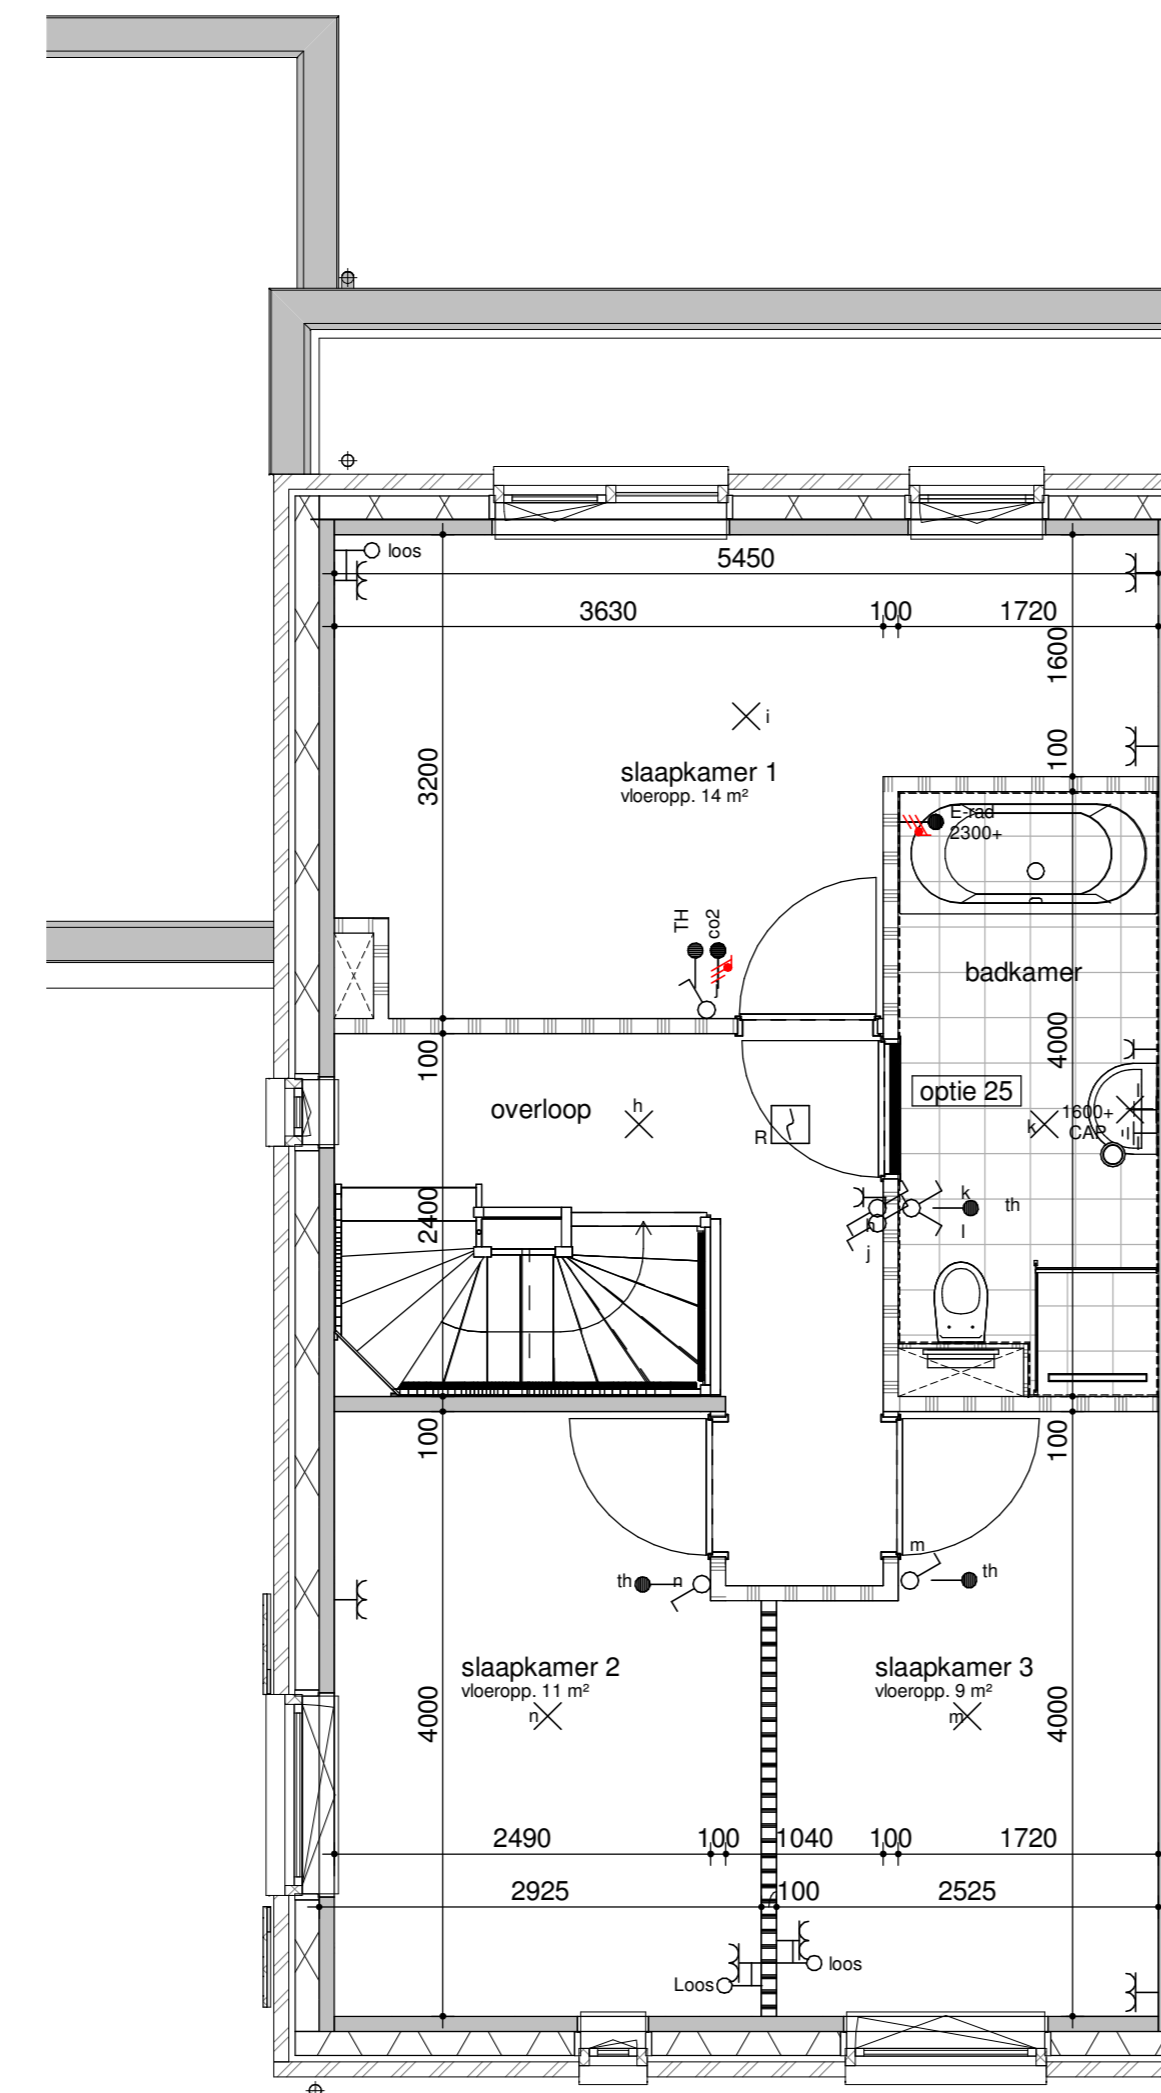 loos
5450
3630 100 1720
1600
100
i
3200
slaapkamer 1
vloeropp. 14 m²
E-rad
2300+
TH
co2
j
badkamer
100
4000
optie 25
overloop
h
R
1600+
k
CAP
l
2400
k
th
h
l
j
100
100
m
th
n
th
slaapkamer 2
vloeropp. 11 m²
n
slaapkamer 3
vloeropp. 9 m²
m
4000
4000
2490 100 1040 100 1720
2925 100 2525
loos
Loos